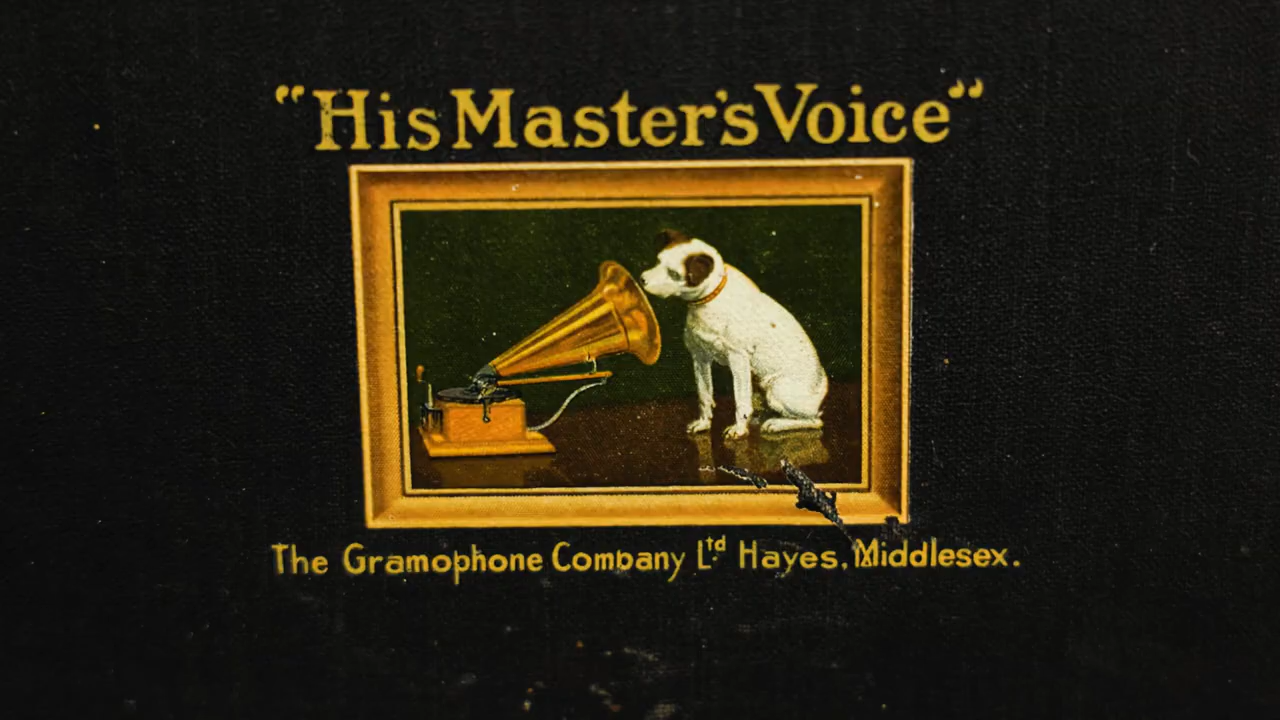 “His Master's Voice”
The Gramophone Company Ltd Hayes, Middlesex.